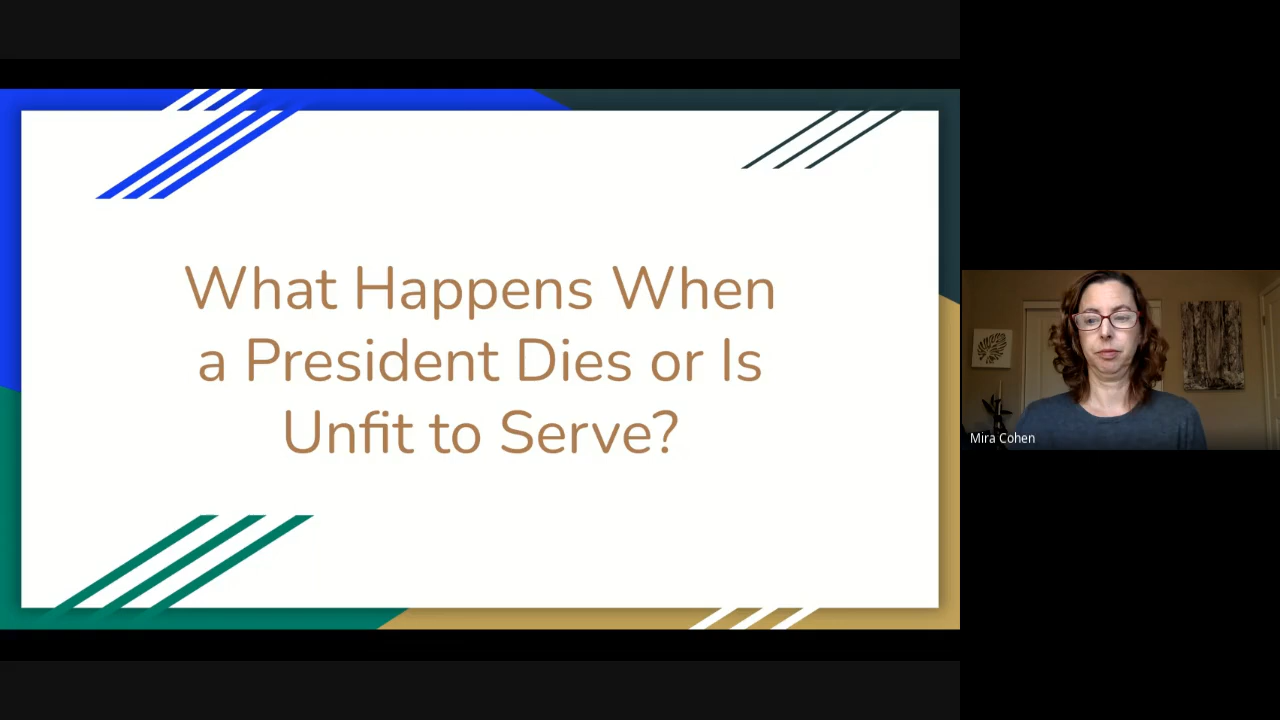 What Happens When
a President Dies or Is
Unfit to Serve?
Mira Cohen